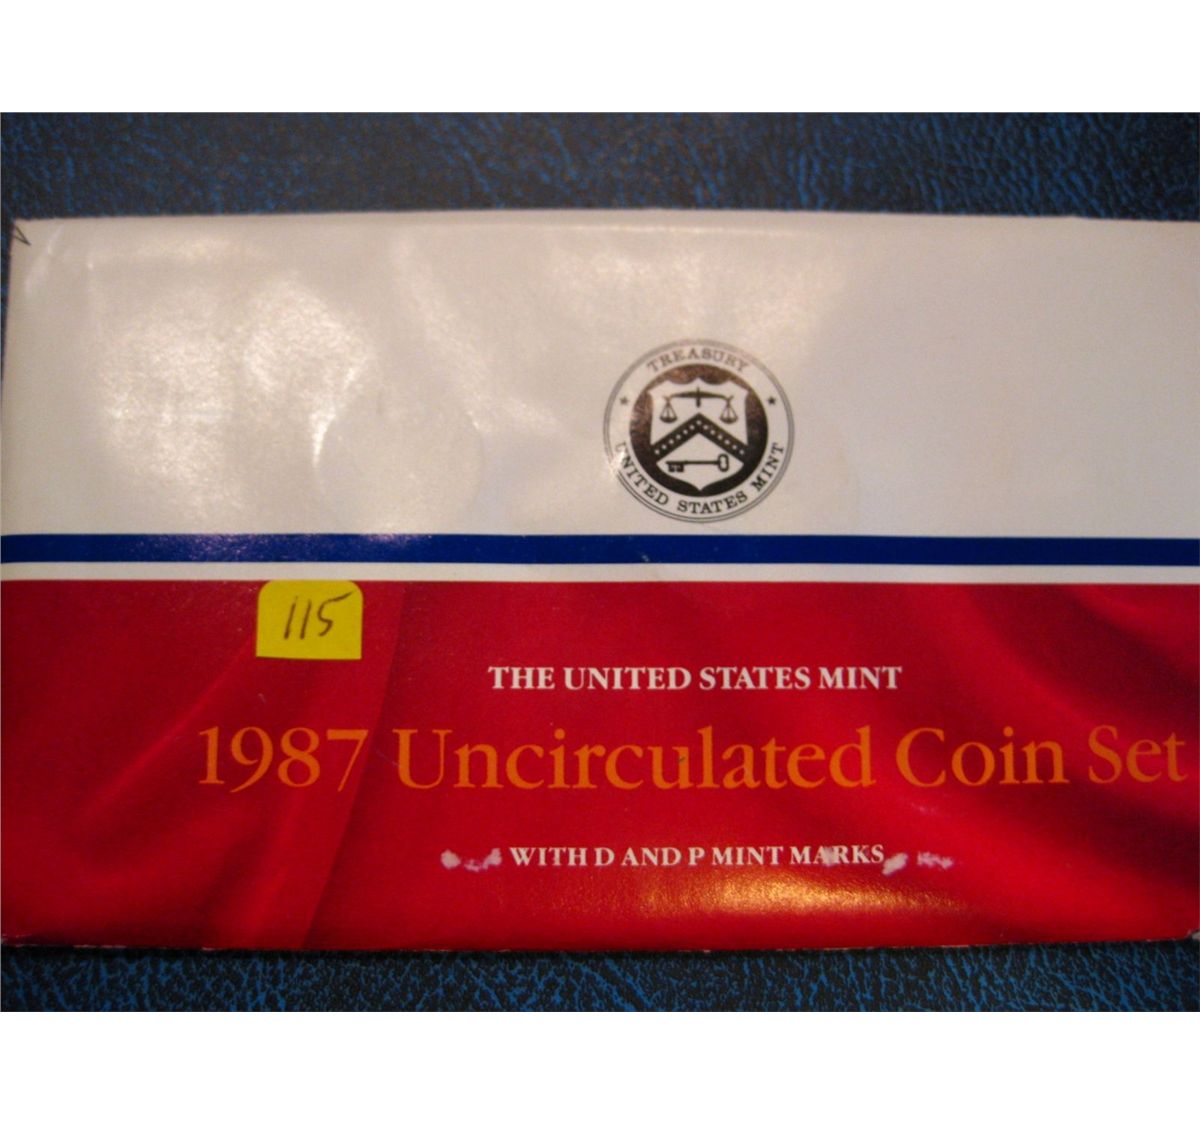 TREASURY
UNITED STATES MINT
115
THE UNITED STATES MINT
1987 Uncirculated Coin Set
WITH D AND P MINT MARKS